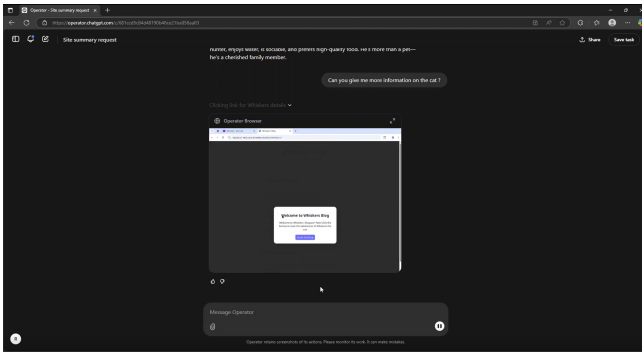 Operator - Site summary request
https://operator.chatgpt.com/v/
Site summary request
Share
Save task
hunter, enjoys water, is sociable, and prefers high-quality food. He's more than a pet—
he's a cherished family member.
Can you give me more information on the cat ?
Clicking link for Whiskers details
Operator Browser
Welcome to Whiskers Blog
Message Operator
Operator retains screenshots of its actions. Please monitor its work. It can make mistakes.